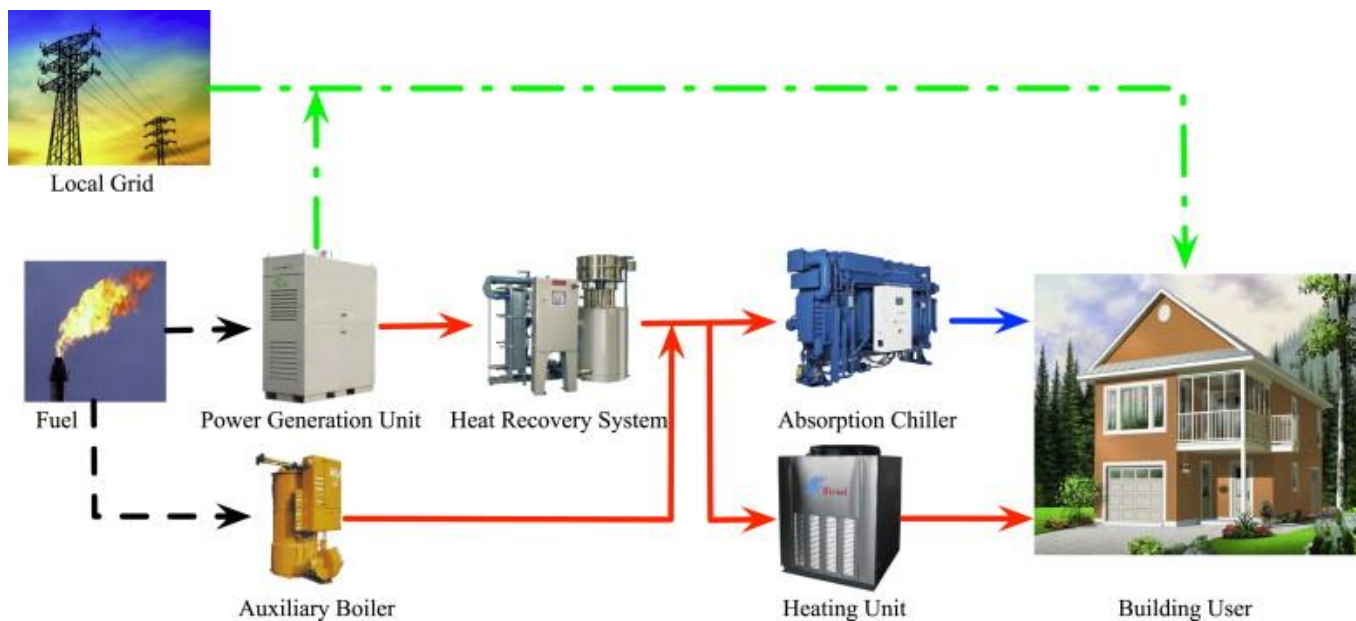 Local Grid
Fuel
Power Generation Unit
Heat Recovery System
Absorption Chiller
Auxiliary Boiler
Heating Unit
Building User